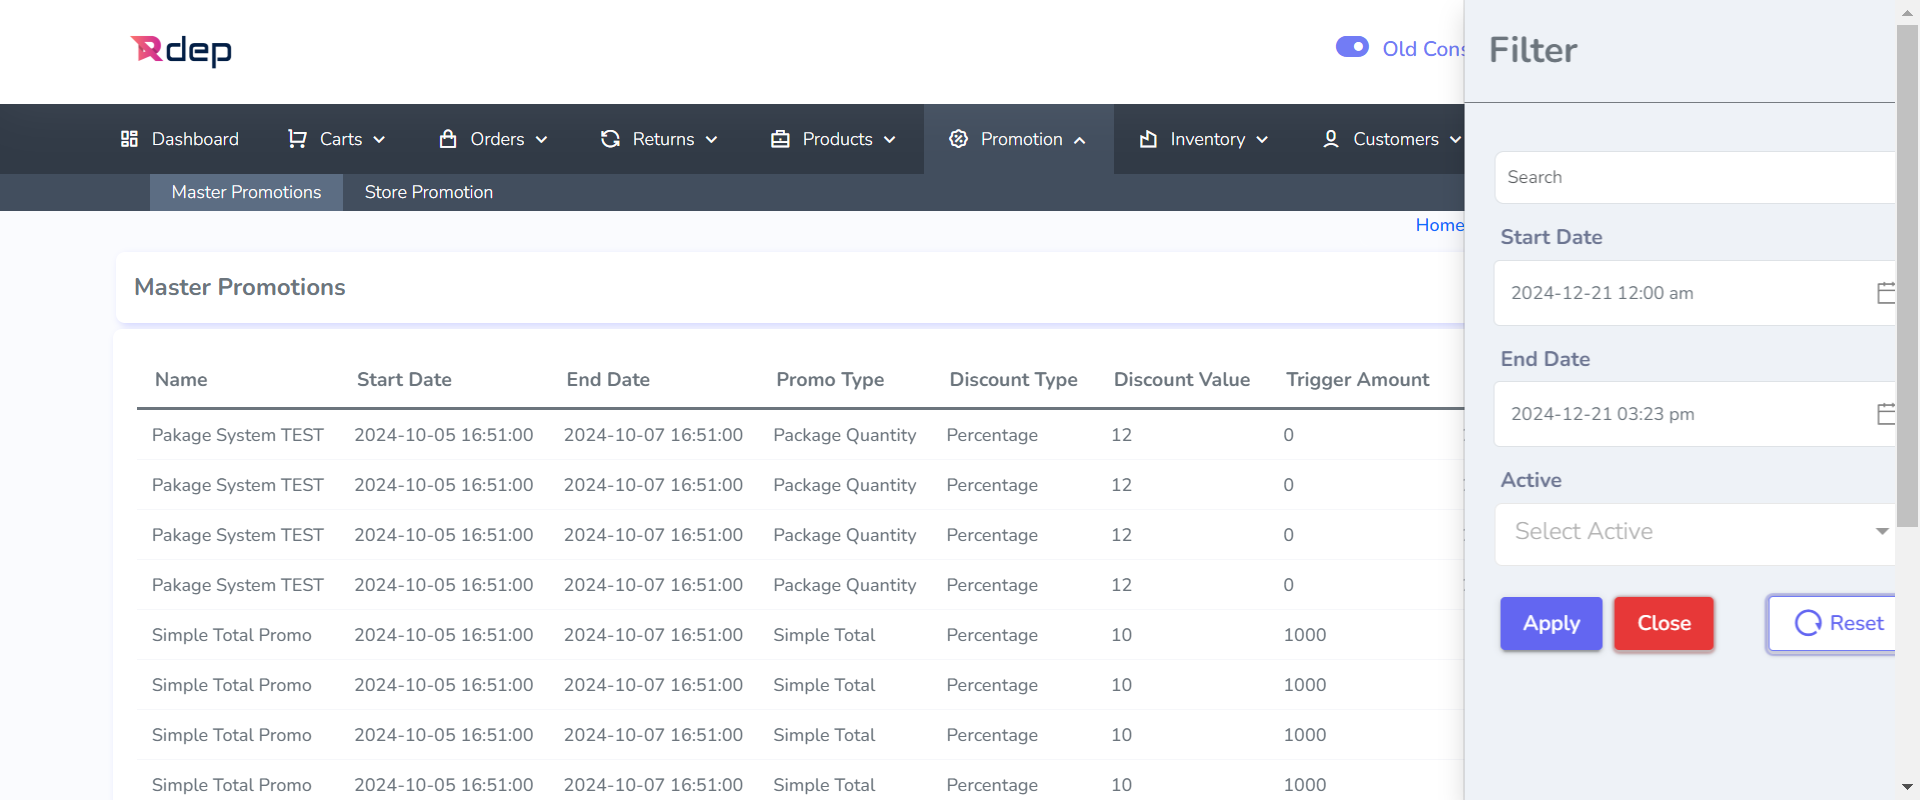 Rdep
Old Cons
Dashboard Carts Orders Returns Products Promotion Inventory Customers
Master Promotions Store Promotion
Home
Master Promotions
Name Start Date End Date Promo Type Discount Type Discount Value Trigger Amount
Pakage System TEST 2024-10-05 16:51:00 2024-10-07 16:51:00 Package Quantity Percentage 12 0
Pakage System TEST 2024-10-05 16:51:00 2024-10-07 16:51:00 Package Quantity Percentage 12 0
Pakage System TEST 2024-10-05 16:51:00 2024-10-07 16:51:00 Package Quantity Percentage 12 0
Pakage System TEST 2024-10-05 16:51:00 2024-10-07 16:51:00 Package Quantity Percentage 12 0
Simple Total Promo 2024-10-05 16:51:00 2024-10-07 16:51:00 Simple Total Percentage 10 1000
Simple Total Promo 2024-10-05 16:51:00 2024-10-07 16:51:00 Simple Total Percentage 10 1000
Simple Total Promo 2024-10-05 16:51:00 2024-10-07 16:51:00 Simple Total Percentage 10 1000
Simple Total Promo 2024-10-05 16:51:00 2024-10-07 16:51:00 Simple Total Percentage 10 1000
Filter
Search
Start Date
2024-12-21 12:00 am
End Date
2024-12-21 03:23 pm
Active
Select Active
Apply Close Reset